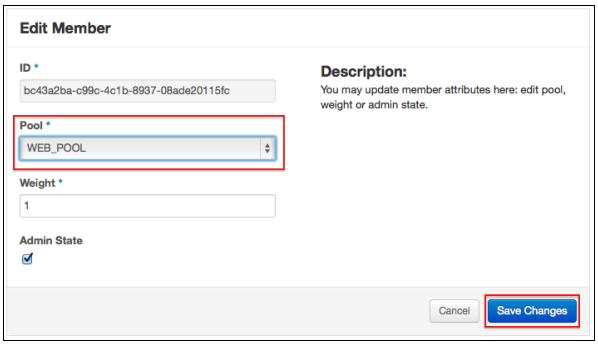 Edit Member
ID *
bc43a2ba-c99c-4c1b-8937-08ade20115fc
Pool *
WEB_POOL
Weight *
1
Admin State
Description:
You may update member attributes here: edit pool,
weight or admin state.
Cancel
Save Changes